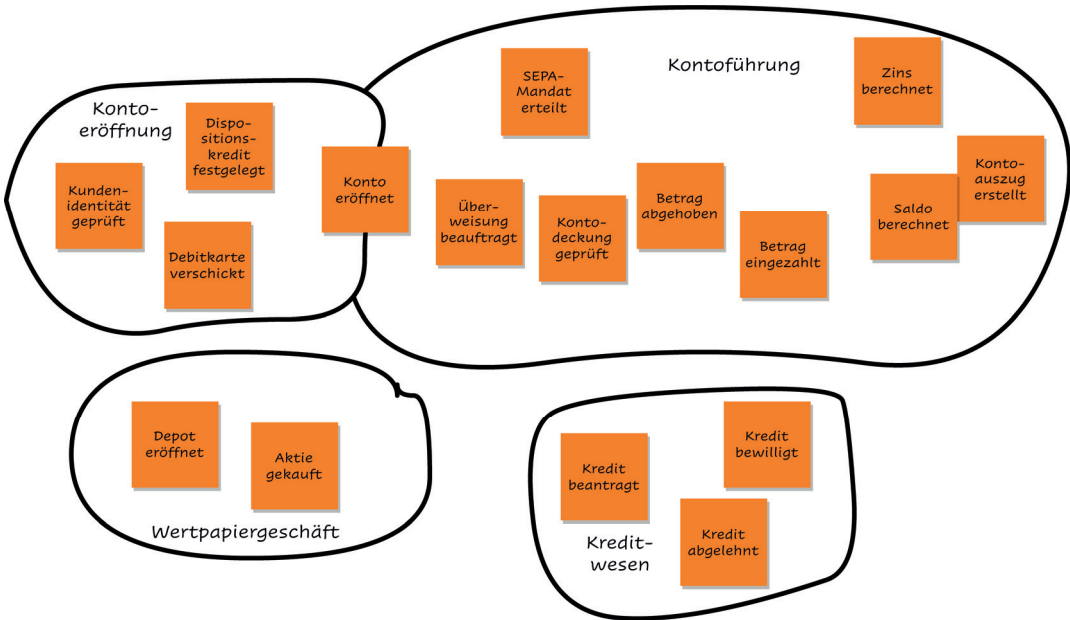 Konto-
eröffnung
Dispo-
sitions-
kredit
festgelegt
Kunden-
identität
geprüft
Debitkarte
verschickt
Konto
eröffnet
Kontoführung
SEPA-
Mandat
erteilt
Zins
berechnet
Über-
weisung
beauftragt
Konto-
deckung
geprüft
Betrag
abgehoben
Betrag
eingezahlt
Saldo
berechnet
Konto-
auszug
erstellt
Depot
eröffnet
Aktie
gekauft
Wertpapiergeschäft
Kredit
beantragt
Kredit
bewilligt
Kredit
abgelehnt
Kredit-
wesen